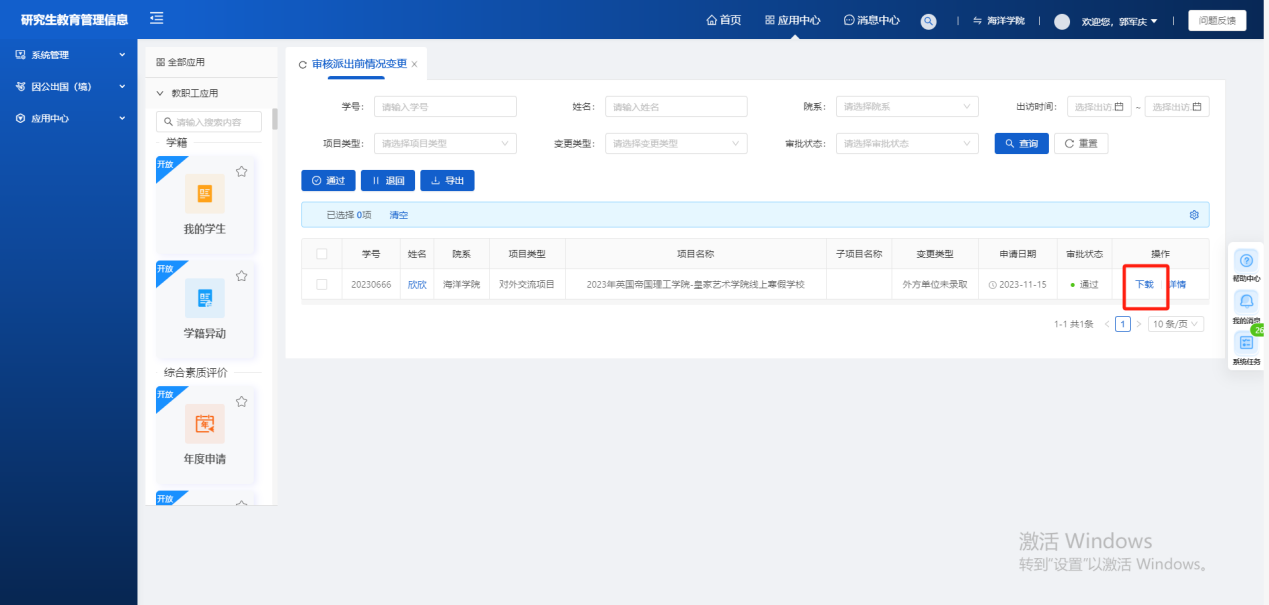 研究生教育管理信息
首页 应用中心 消息中心 海洋学院 欢迎您，郭军庆 问题反馈
系统管理
因公出国（境）
应用中心
全部应用
教职工应用
请输入搜索内容
学籍
开放
我的学生
开放
学籍异动
综合素质评价
开放
年度申请
开放
审核派出前情况变更 ×
学号： 请输入学号 姓名： 请输入姓名 院系： 请选择院系 出访时间： 选择出访 ~ 选择出访
项目类型： 请选择项目类型 变更类型： 请选择变更类型 审批状态： 请选择审批状态 查询 重置
通过 退回 导出
已选择 0项 清空
学号 姓名 院系 项目类型 项目名称 子项目名称 变更类型 申请日期 审批状态 操作
20230666 欣欣 海洋学院 对外交流项目 2023年英国帝国理工学院-皇家艺术学院线上寒假学校 外方单位未录取 2023-11-15 通过 下载 详情
1-1 共1条 < 1 > 10 条/页
帮助中心
我的消息
26
系统任务
激活 Windows
转到"设置"以激活 Windows。